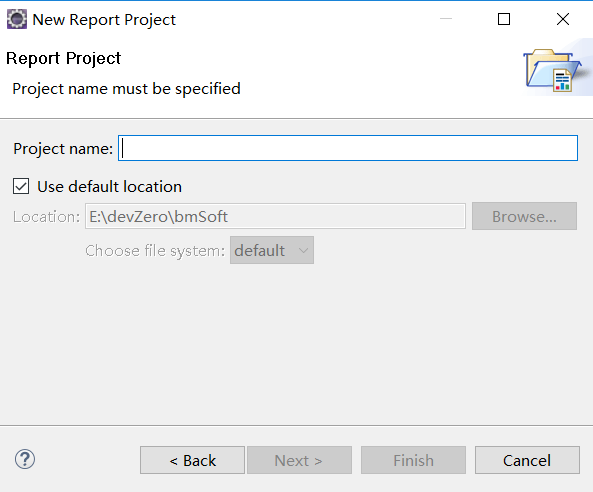 New Report Project
Report Project
Project name must be specified
Project name:
Use default location
Location: E:\devZero\bmSoft Browse...
Choose file system: default
? < Back Next > Finish Cancel